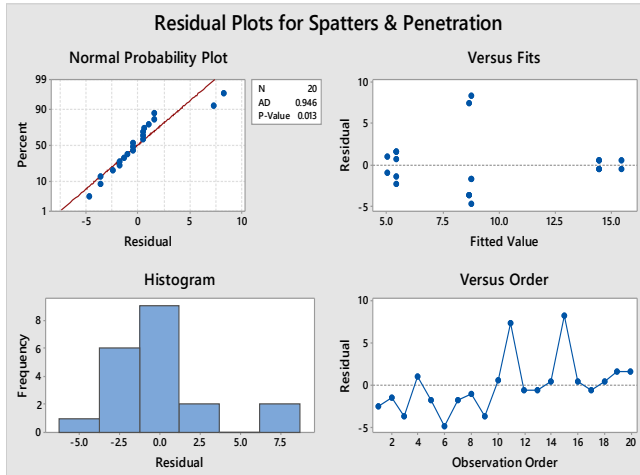 Residual Plots for Spatters & Penetration
Normal Probability Plot
99
90
50
10
1
Percent
-5
0
5
10
Residual
N 20
AD 0.946
P-Value 0.013
Versus Fits
10
5
0
-5
Residual
5.0
7.5
10.0
12.5
15.0
Fitted Value
Histogram
8
6
4
2
0
Frequency
-5.0
-2.5
0.0
2.5
5.0
7.5
Residual
Versus Order
10
5
0
-5
Residual
2
4
6
8
10
12
14
16
18
20
Observation Order